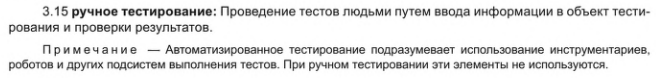 3.15 ручное тестирование: Проведение тестов людьми путем ввода информации в объект тести-
рования и проверки результатов.
Примечание — Автоматизированное тестирование подразумевает использование инструментариев,
роботов и других подсистем выполнения тестов. При ручном тестировании эти элементы не используются.